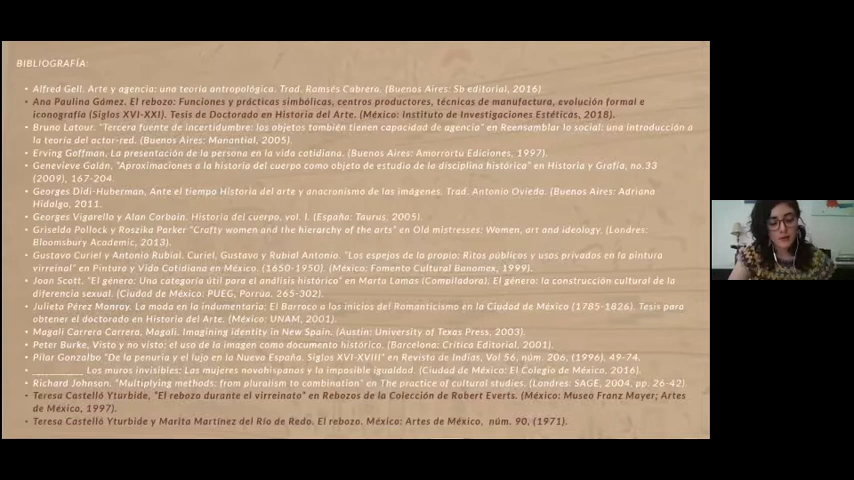 BIBLIOGRAFÍA:
• Alfred Gell. Arte y agencia: una teoría antropológica. Trad. Ramsés Cabrera. (Buenos Aires: Sb editorial, 2016).
• Ana Paulina Gámez. El rebozo: Funciones y prácticas simbólicas, centros productores, técnicas de manufactura, evolución formal e
iconografía (Siglos XVI-XXI). Tesis de Doctorado en Historia del Arte. (México: Instituto de Investigaciones Estéticas, 2018).
• Bruno Latour. "Tercera fuente de incertidumbre: los objetos también tienen capacidad de agencia" en Reensamblar lo social: una introducción a
la teoría del actor-red. (Buenos Aires: Manantial, 2005).
• Erving Goffman. La presentación de la persona en la vida cotidiana. (Buenos Aires: Amorrortu Ediciones, 1997).
• Genevieve Galán, "Aproximaciones a la historia del cuerpo como objeto de estudio de la disciplina histórica" en Historia y Grafía, no.33
(2009), 167-204.
• Georges Didi-Huberman, Ante el tiempo Historia del arte y anacronismo de las imágenes. Trad. Antonio Oviedo. (Buenos Aires: Adriana
Hidalgo, 2011.
• Georges Vigarello y Alan Corbain. Historia del cuerpo, vol. I. (España: Taurus, 2005).
• Griselda Pollock y Roszika Parker "Crafty women and the hierarchy of the arts" en Old mistresses: Women, art and ideology. (Londres:
Bloomsbury Academic, 2013).
• Gustavo Curiel y Antonio Rubial. Curiel, Gustavo y Rubial Antonio. "Los espejos de lo propio: Ritos públicos y usos privados en la pintura
virreinal" en Pintura y Vida Cotidiana en México. (1650-1950). (México: Fomento Cultural Banamex, 1999).
• Joan Scott. "El género: Una categoría útil para el análisis histórico" en Marta Lamas (Compiladora). El género: la construcción cultural de la
diferencia sexual. (Ciudad de México: PUEG, Porrúa. 265-302).
• Julieta Pérez Monroy. La moda en la indumentaria: El Barroco a los inicios del Romanticismo en la Ciudad de México (1785-1826). Tesis para
obtener el doctorado en Historia del Arte. (México: UNAM, 2001).
• Magali Carrera Carrera, Magali. Imagining identity in New Spain. (Austin: University of Texas Press, 2003).
• Peter Burke, Visto y no visto: el uso de la imagen como documento histórico. (Barcelona: Crítica Editorial, 2001).
• Pilar Gonzalbo "De la penuria y el lujo en la Nueva España. Siglos XVI-XVIII" en Revista de Indias, Vol 56, núm. 206, (1996), 49-74.
• __________ Los muros invisibles: Las mujeres novohispanas y la imposible igualdad. (Ciudad de México: El Colegio de México, 2016).
• Richard Johnson. "Multiplying methods: from pluralism to combination" en The practice of cultural studies. (Londres: SAGE, 2004, pp. 26-42)
• Teresa Castelló Yturbide, "El rebozo durante el virreinato" en Rebozos de la Colección de Robert Everts. (México: Museo Franz Mayer; Artes
de México, 1997).
• Teresa Castelló Yturbide y Marita Martínez del Río de Redo. El rebozo. México: Artes de México, núm. 90, (1971).